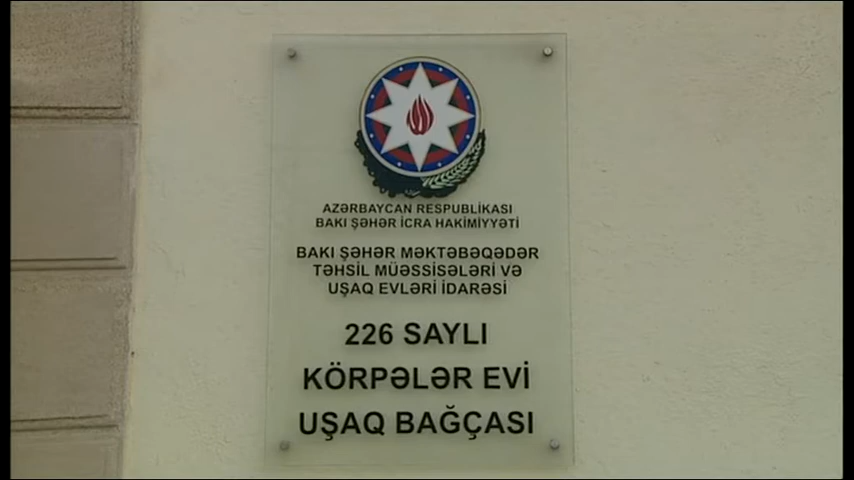 AZƏRBAYCAN RESPUBLİKASI
BAKI ŞƏHƏR İCRA HAKİMİYYƏTİ
BAKI ŞƏHƏR MƏKTƏBƏQƏDƏR
TƏHSİL MÜƏSSİSƏLƏRİ VƏ
UŞAQ EVLƏRİ İDARƏSİ
226 SAYLI
KÖRPƏLƏR EVİ
UŞAQ BAĞÇASI